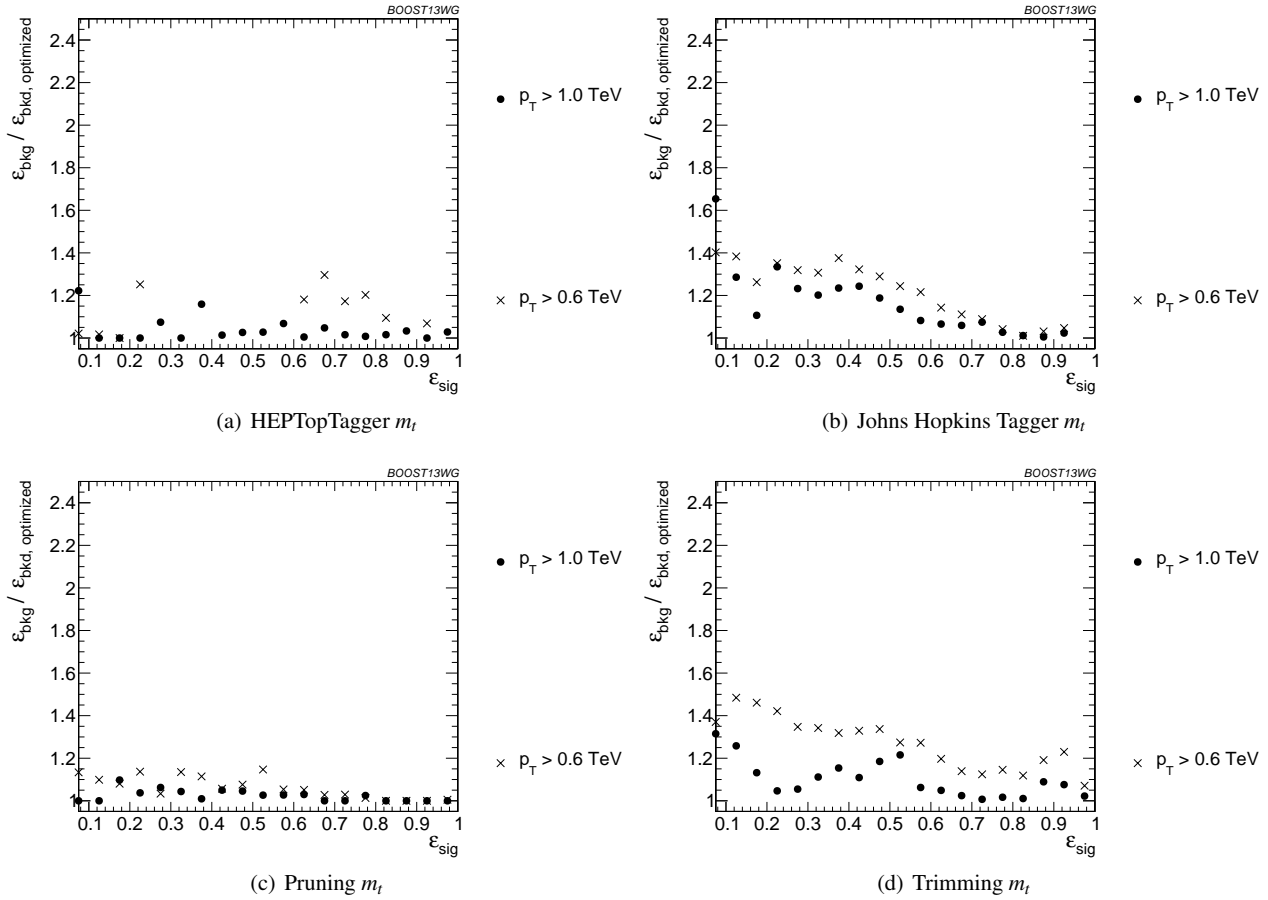 BOOST13WG
ε_bkg / ε_bkd, optimized
2.4
2.2
2
1.8
1.6
1.4
1.2
1
0.1 0.2 0.3 0.4 0.5 0.6 0.7 0.8 0.9 1
ε_sig
p_T > 1.0 TeV
p_T > 0.6 TeV
(a) HEPTopTagger m_t
BOOST13WG
ε_bkg / ε_bkd, optimized
2.4
2.2
2
1.8
1.6
1.4
1.2
1
0.1 0.2 0.3 0.4 0.5 0.6 0.7 0.8 0.9 1
ε_sig
p_T > 1.0 TeV
p_T > 0.6 TeV
(b) Johns Hopkins Tagger m_t
BOOST13WG
ε_bkg / ε_bkd, optimized
2.4
2.2
2
1.8
1.6
1.4
1.2
1
0.1 0.2 0.3 0.4 0.5 0.6 0.7 0.8 0.9 1
ε_sig
p_T > 1.0 TeV
p_T > 0.6 TeV
(c) Pruning m_t
BOOST13WG
ε_bkg / ε_bkd, optimized
2.4
2.2
2
1.8
1.6
1.4
1.2
1
0.1 0.2 0.3 0.4 0.5 0.6 0.7 0.8 0.9 1
ε_sig
p_T > 1.0 TeV
p_T > 0.6 TeV
(d) Trimming m_t